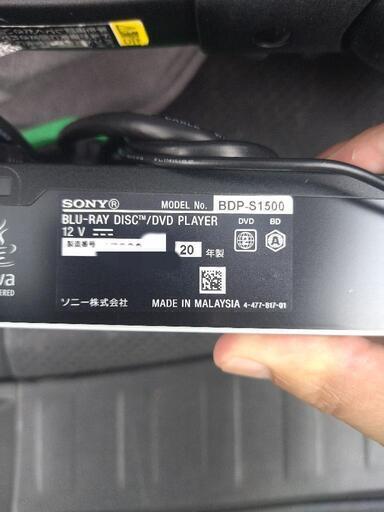 SONY®
MODEL No. BDP-S1500
BLU-RAY DISC™/DVD PLAYER
DVD BD
12 V
2 A
製造番号
20 年製
ソニー株式会社
MADE IN MALAYSIA 4-477-817-01